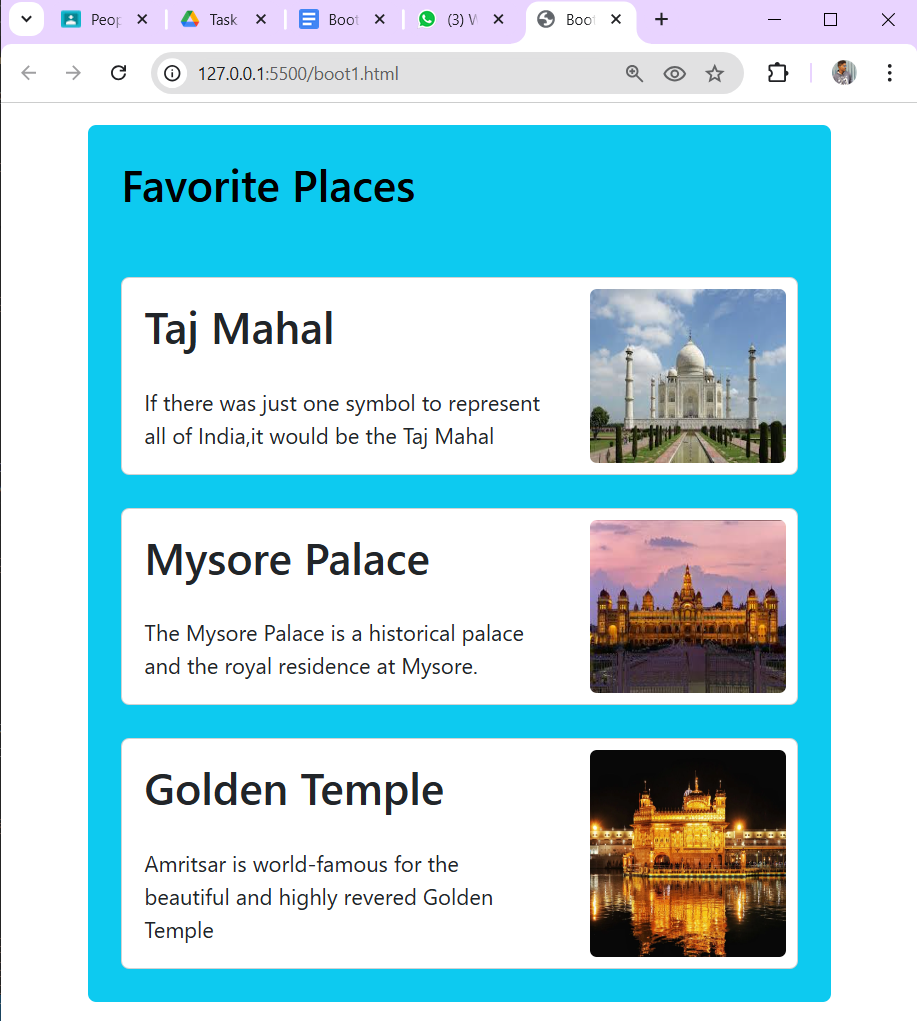 Peop
Task
Boot
(3) W
Boot
127.0.0.1:5500/boot1.html
Favorite Places
Taj Mahal
If there was just one symbol to represent
all of India,it would be the Taj Mahal
Mysore Palace
The Mysore Palace is a historical palace
and the royal residence at Mysore.
Golden Temple
Amritsar is world-famous for the
beautiful and highly revered Golden
Temple